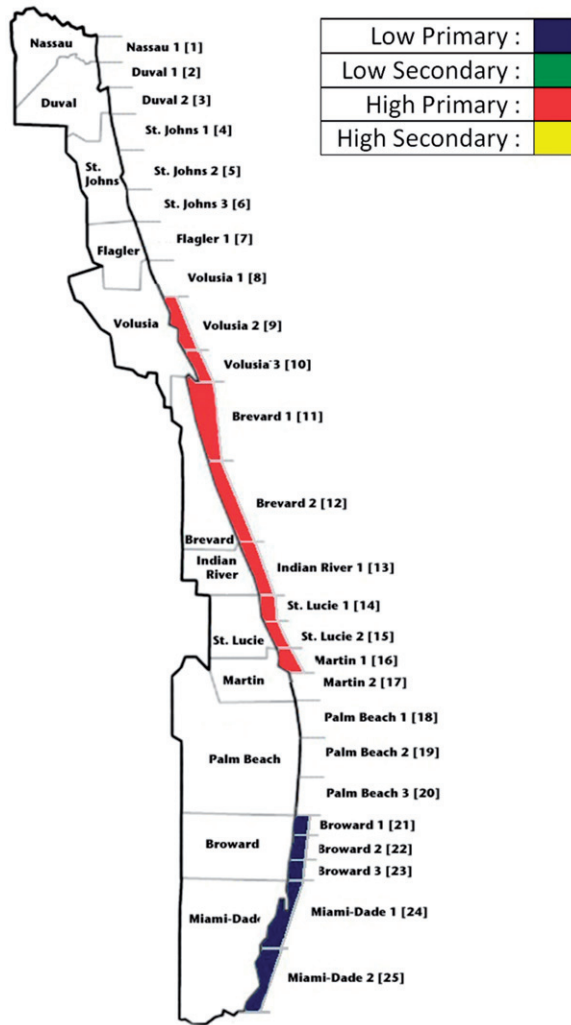 Low Primary :
Low Secondary :
High Primary :
High Secondary :
Nassau
Nassau 1 [1]
Duval 1 [2]
Duval
Duval 2 [3]
St. Johns 1 [4]
St.
Johns
St. Johns 2 [5]
St. Johns 3 [6]
Flagler 1 [7]
Flagler
Volusia 1 [8]
Volusia
Volusia 2 [9]
Volusia 3 [10]
Brevard 1 [11]
Brevard 2 [12]
Brevard
Indian
River
Indian River 1 [13]
St. Lucie 1 [14]
St. Lucie
St. Lucie 2 [15]
Martin 1 [16]
Martin
Martin 2 [17]
Palm Beach 1 [18]
Palm Beach
Palm Beach 2 [19]
Palm Beach 3 [20]
Broward 1 [21]
Broward
Broward 2 [22]
Broward 3 [23]
Miami-Dade
Miami-Dade 1 [24]
Miami-Dade 2 [25]